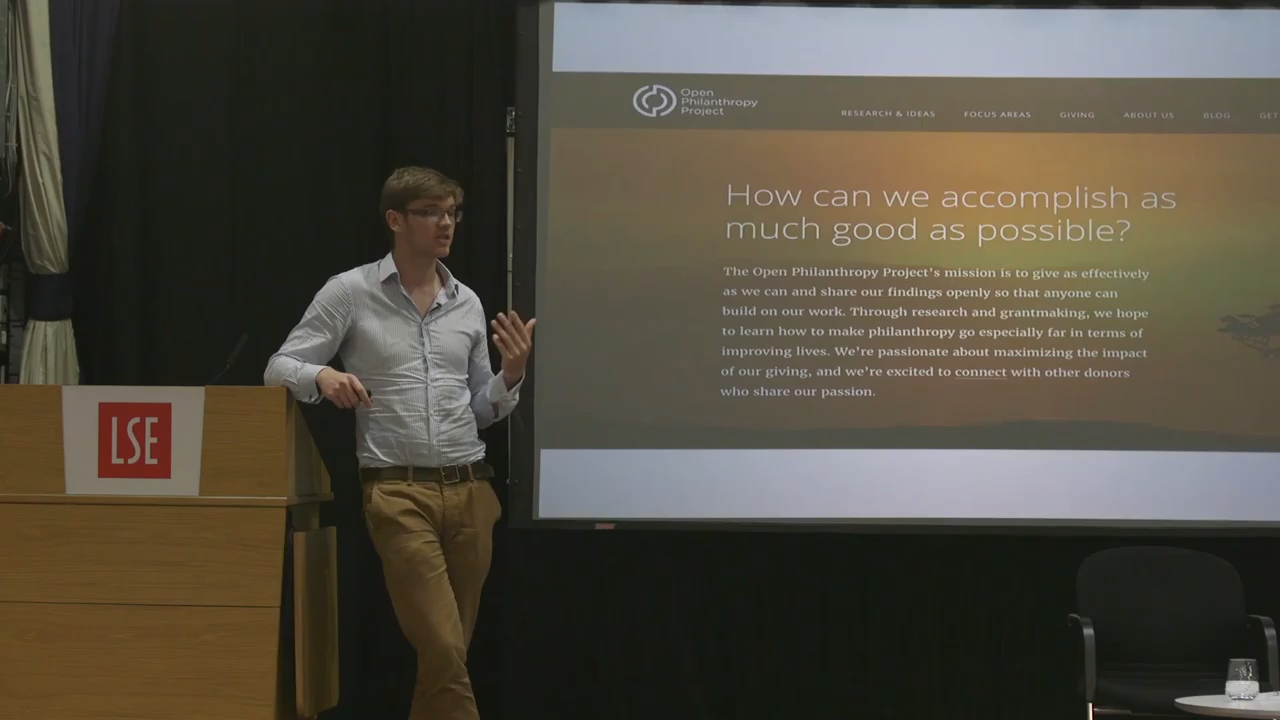 Open
Philanthropy
Project
RESEARCH & IDEAS FOCUS AREAS GIVING ABOUT US BLOG GET
How can we accomplish as
much good as possible?
The Open Philanthropy Project's mission is to give as effectively
as we can and share our findings openly so that anyone can
build on our work. Through research and grantmaking, we hope
to learn how to make philanthropy go especially far in terms of
improving lives. We're passionate about maximizing the impact
of our giving, and we're excited to connect with other donors
who share our passion.
LSE